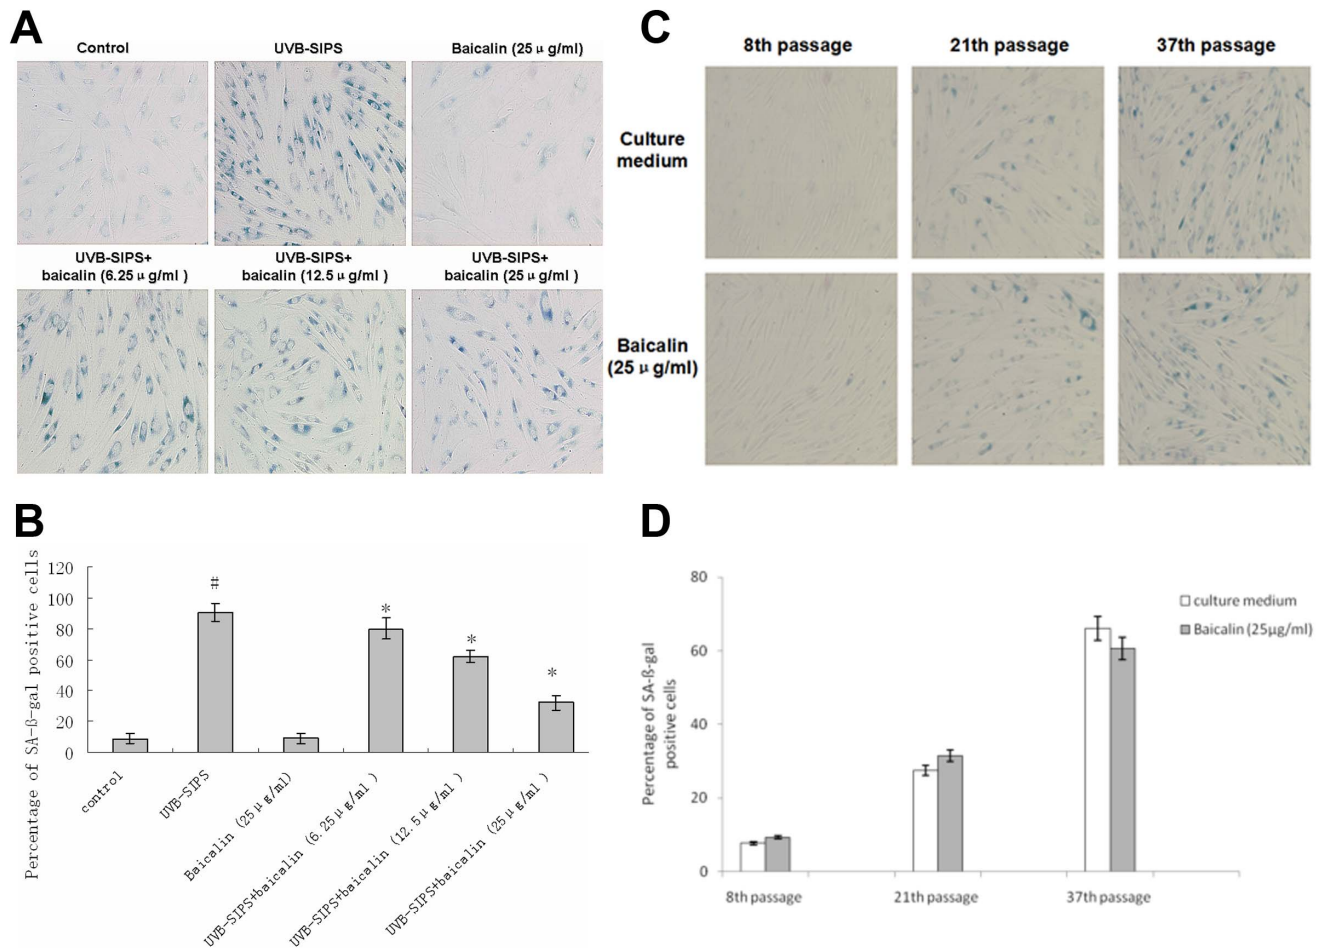 A
Control
UVB-SIPS
Baicalin (25 μ g/ml)
UVB-SIPS+
baicalin (6.25 μ g/ml )
UVB-SIPS+
baicalin (12.5 μ g/ml )
UVB-SIPS+
baicalin (25 μ g/ml )
C
8th passage
21th passage
37th passage
Culture
medium
Baicalin
(25 μ g/ml)
B
Percentage of SA-ß-gal positive cells
120
100
80
60
40
20
0
#
*
*
*
control
UVB-SIPS
Baicalin (25 μ g/ml)
UVB-SIPS+baicalin (6.25 μ g/ml )
UVB-SIPS+baicalin (12.5 μ g/ml )
UVB-SIPS+baicalin (25 μ g/ml )
D
Percentage of SA-ß-gal
positive cells
80
60
40
20
0
culture medium
Baicalin (25μg/ml)
8th passage
21th passage
37th passage